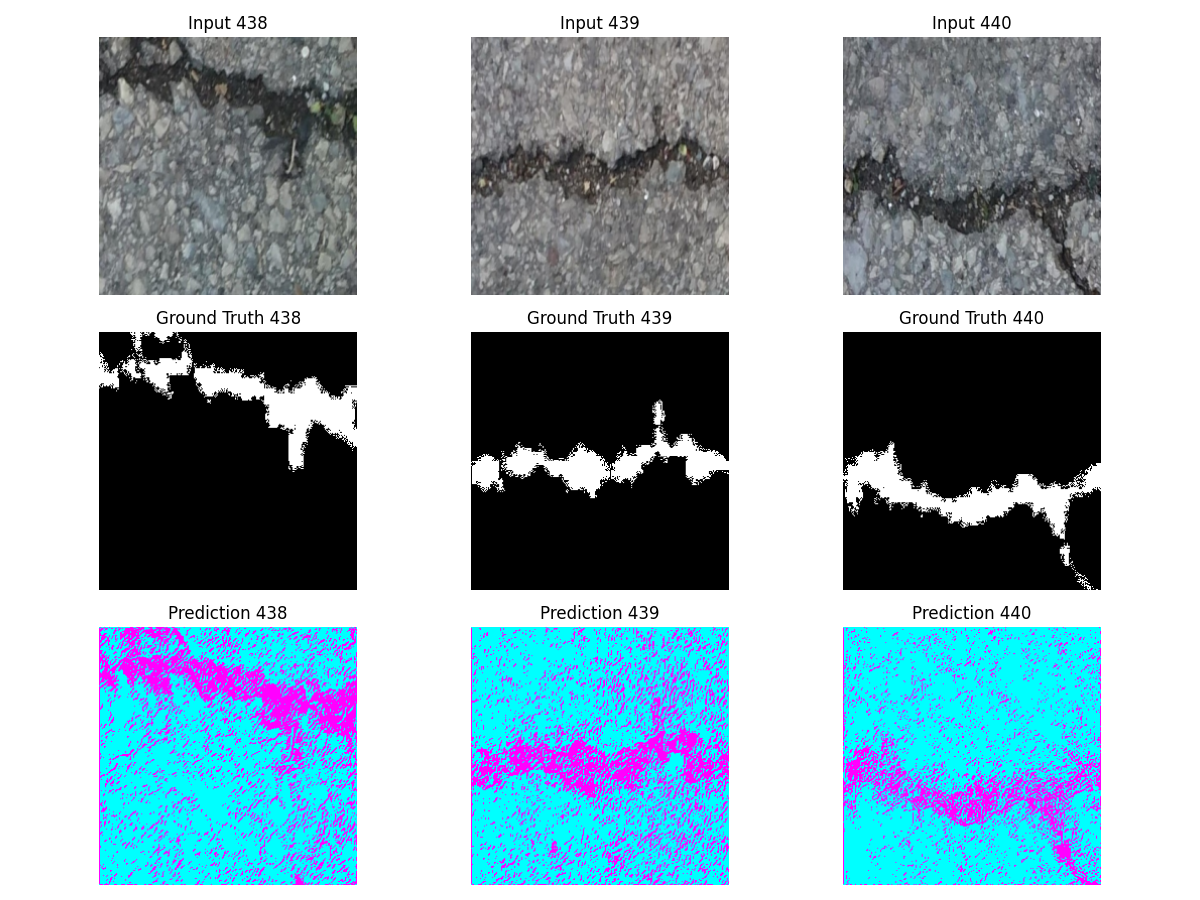 Input 438
Input 439
Input 440
Ground Truth 438
Ground Truth 439
Ground Truth 440
Prediction 438
Prediction 439
Prediction 440